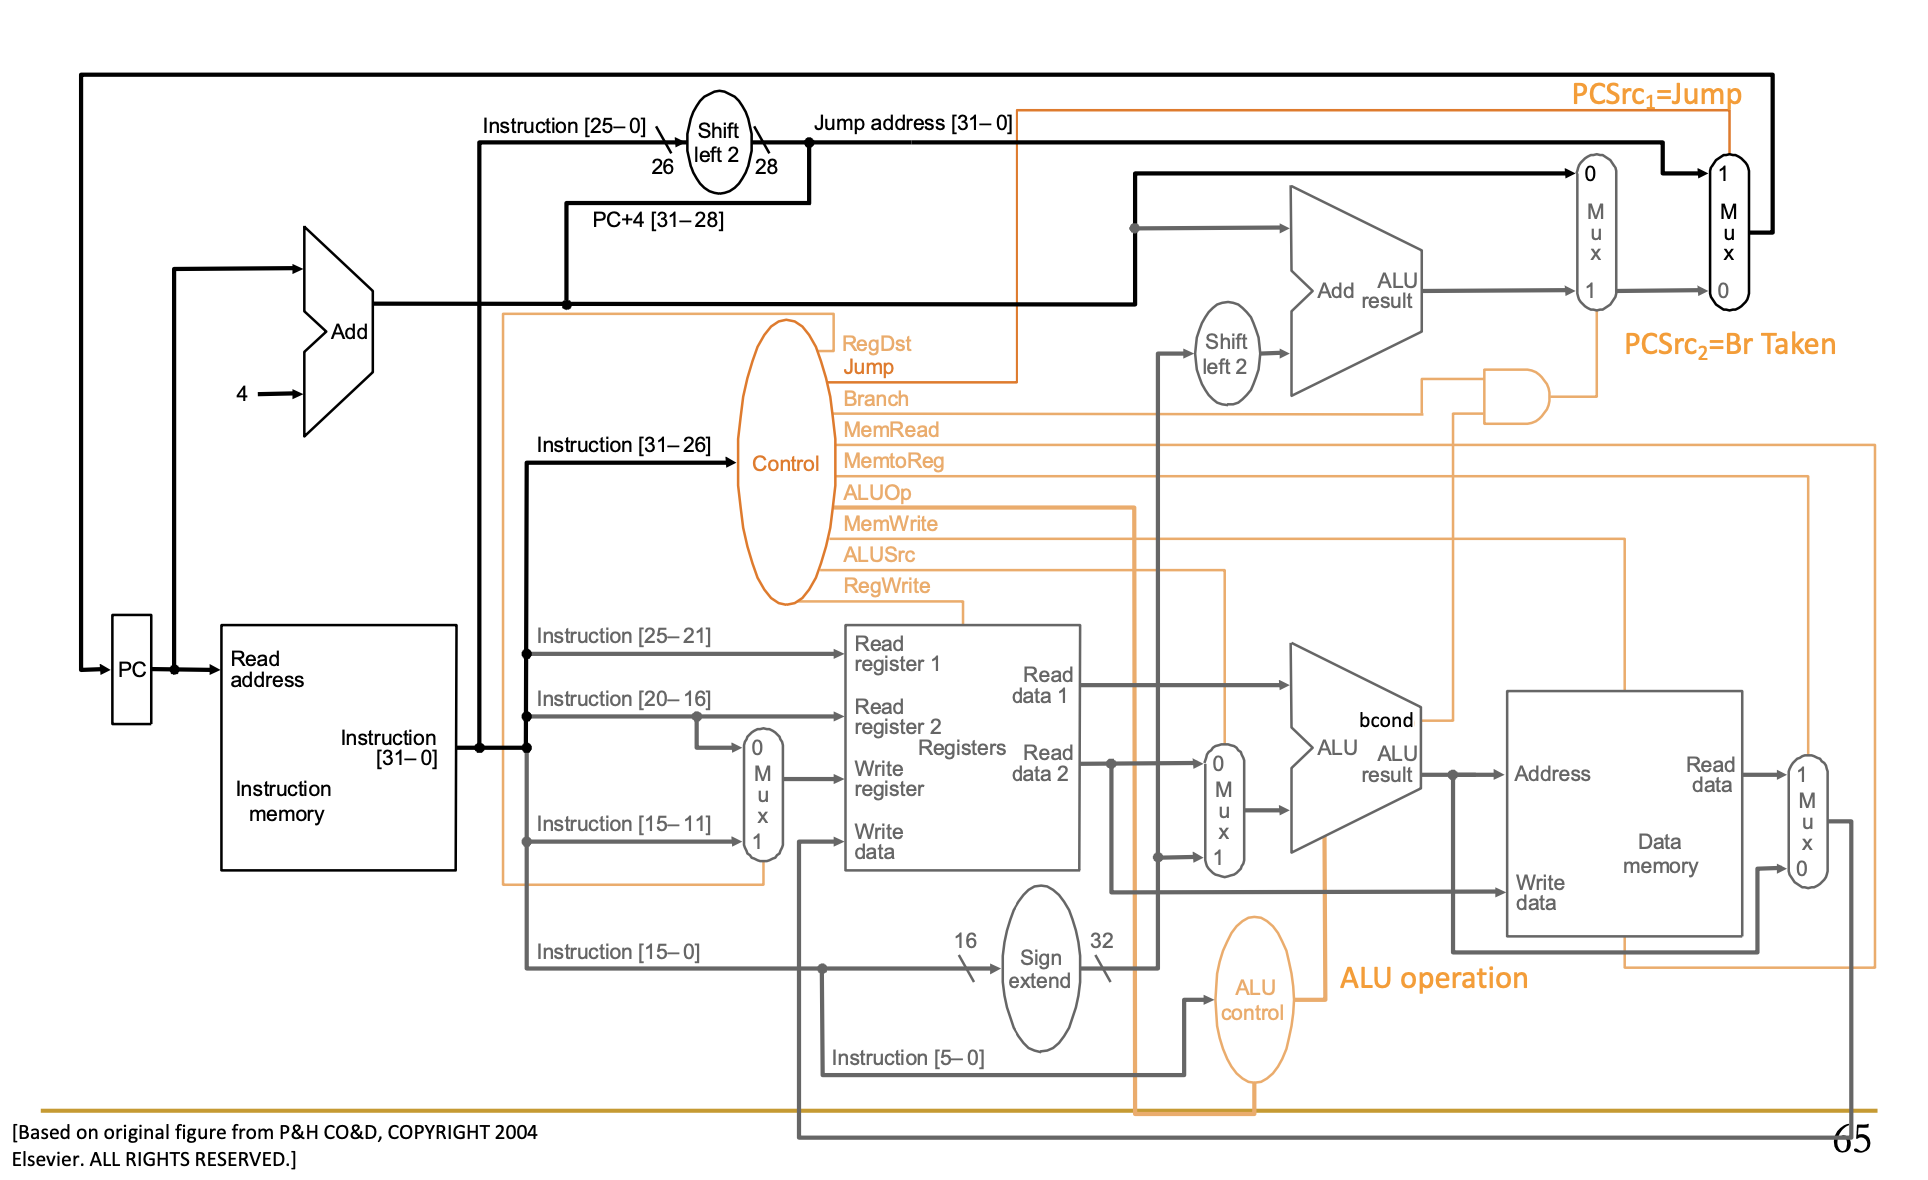 PCSrc1=Jump
Instruction [25–0]
26
Shift
left 2
28
Jump address [31–0]
PC+4 [31–28]
0
M
u
x
1
1
M
u
x
0
Add
ALU
result
Shift
left 2
PCSrc2=Br Taken
Add
4
RegDst
Jump
Branch
MemRead
MemtoReg
ALUOp
MemWrite
ALUSrc
RegWrite
Instruction [31–26]
Control
PC
Read
address
Instruction
[31–0]
Instruction
memory
Instruction [25–21]
Instruction [20–16]
Instruction [15–11]
0
M
u
x
1
Read
register 1
Read
register 2
Registers
Write
register
Write
data
Read
data 1
Read
data 2
0
M
u
x
1
bcond
ALU
ALU
result
Address
Read
data
Data
memory
Write
data
1
M
u
x
0
Instruction [15–0]
16
Sign
extend
32
ALU
control
ALU operation
Instruction [5–0]
[Based on original figure from P&H CO&D, COPYRIGHT 2004
Elsevier. ALL RIGHTS RESERVED.]
65